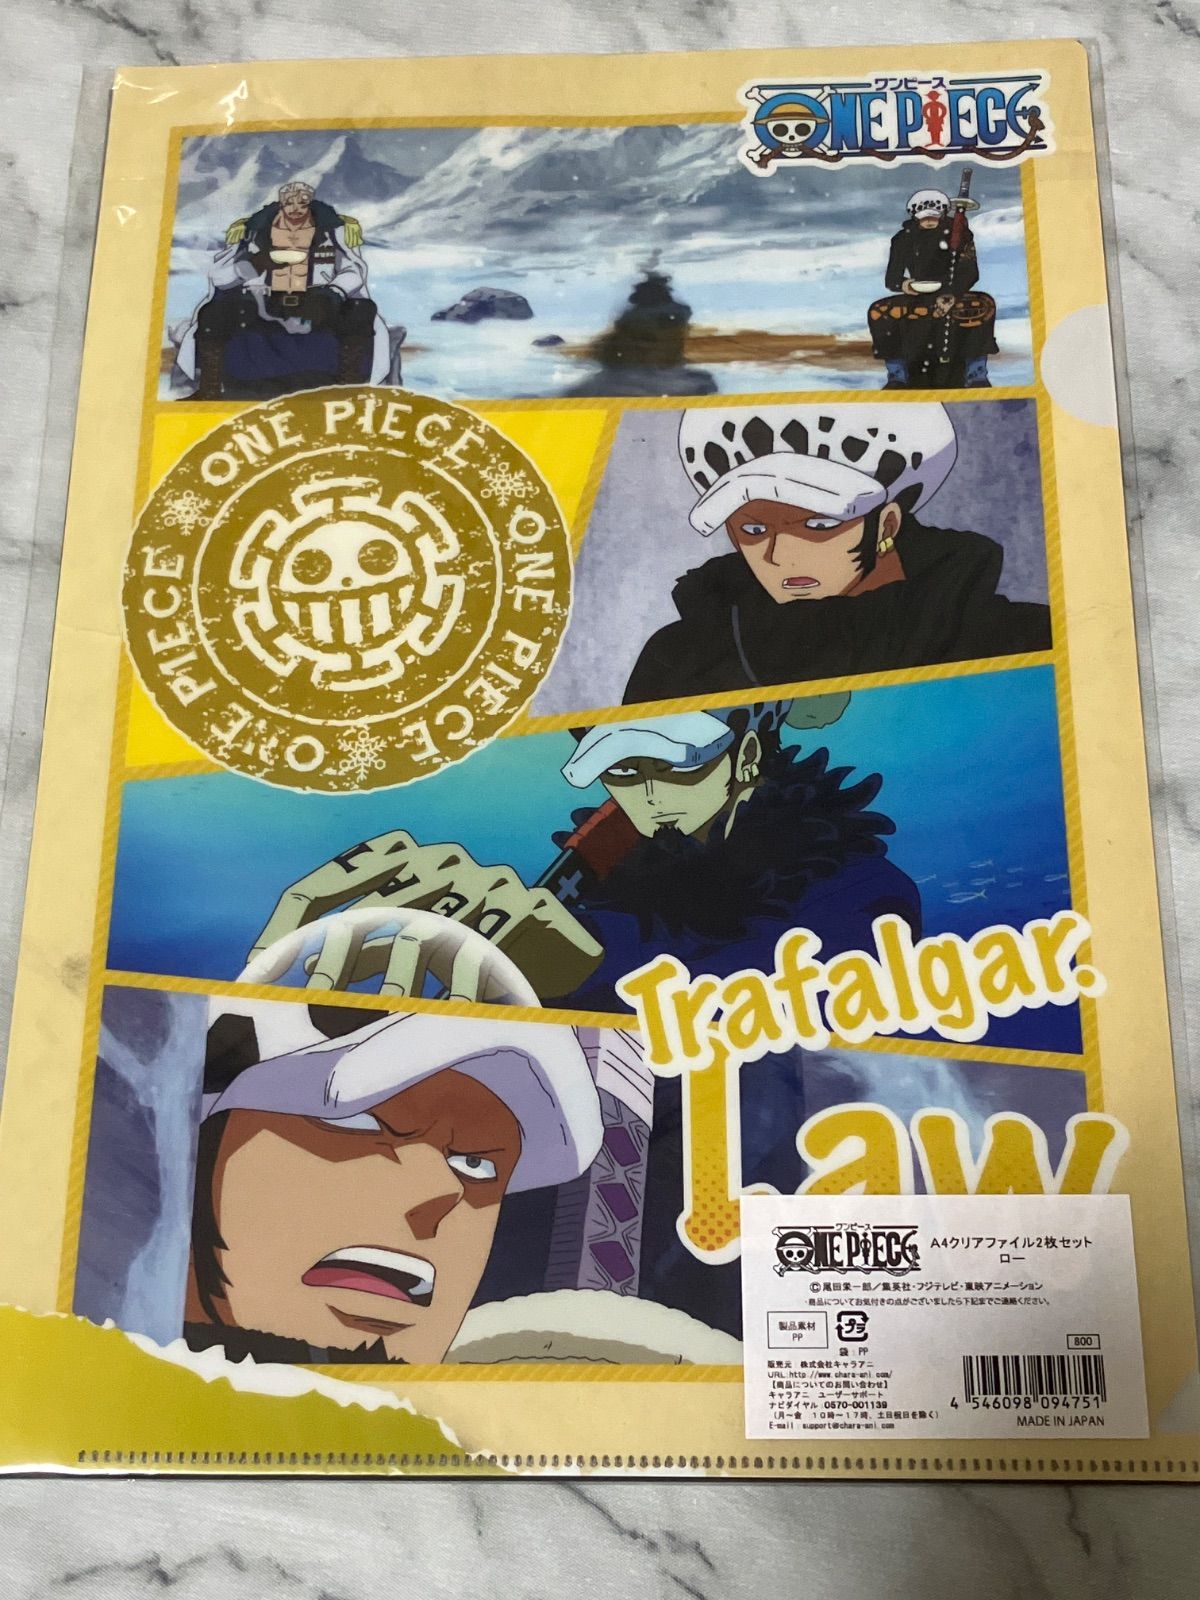 ワンピース
ONE PIECE
ONE PIECE ONE PIECE ONE PIECE
DEA
Trafalgar.
Law
ワンピース
ONE PIECE
A4クリアファイル2枚セット
ロー
©尾田栄一郎／集英社・フジテレビ・東映アニメーション
・商品についてお気付きの点がございましたら下記までご連絡ください。
製品素材
PP
プラ
袋：PP
800
販売元：株式会社キャラアニ
URL:http://www.chara-ani.com/
【商品についてのお問い合わせ】
キャラアニ ユーザーサポート
ナビダイヤル 0570-001139
（月～金 10時～17時、土日祝日を除く）
E-mail：support@chara-ani.com
4 546098 094751
MADE IN JAPAN